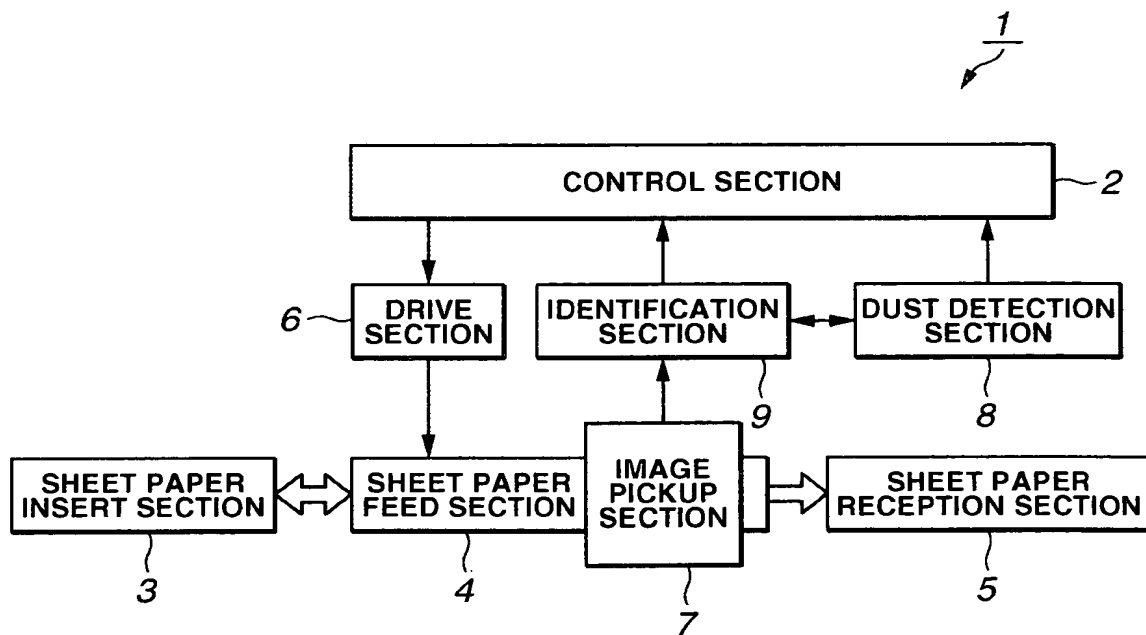 1
CONTROL SECTION
2
6
DRIVE
SECTION
IDENTIFICATION
SECTION
9
DUST DETECTION
SECTION
8
SHEET PAPER
INSERT SECTION
3
SHEET PAPER
FEED SECTION
4
IMAGE
PICKUP
SECTION
7
SHEET PAPER
RECEPTION SECTION
5